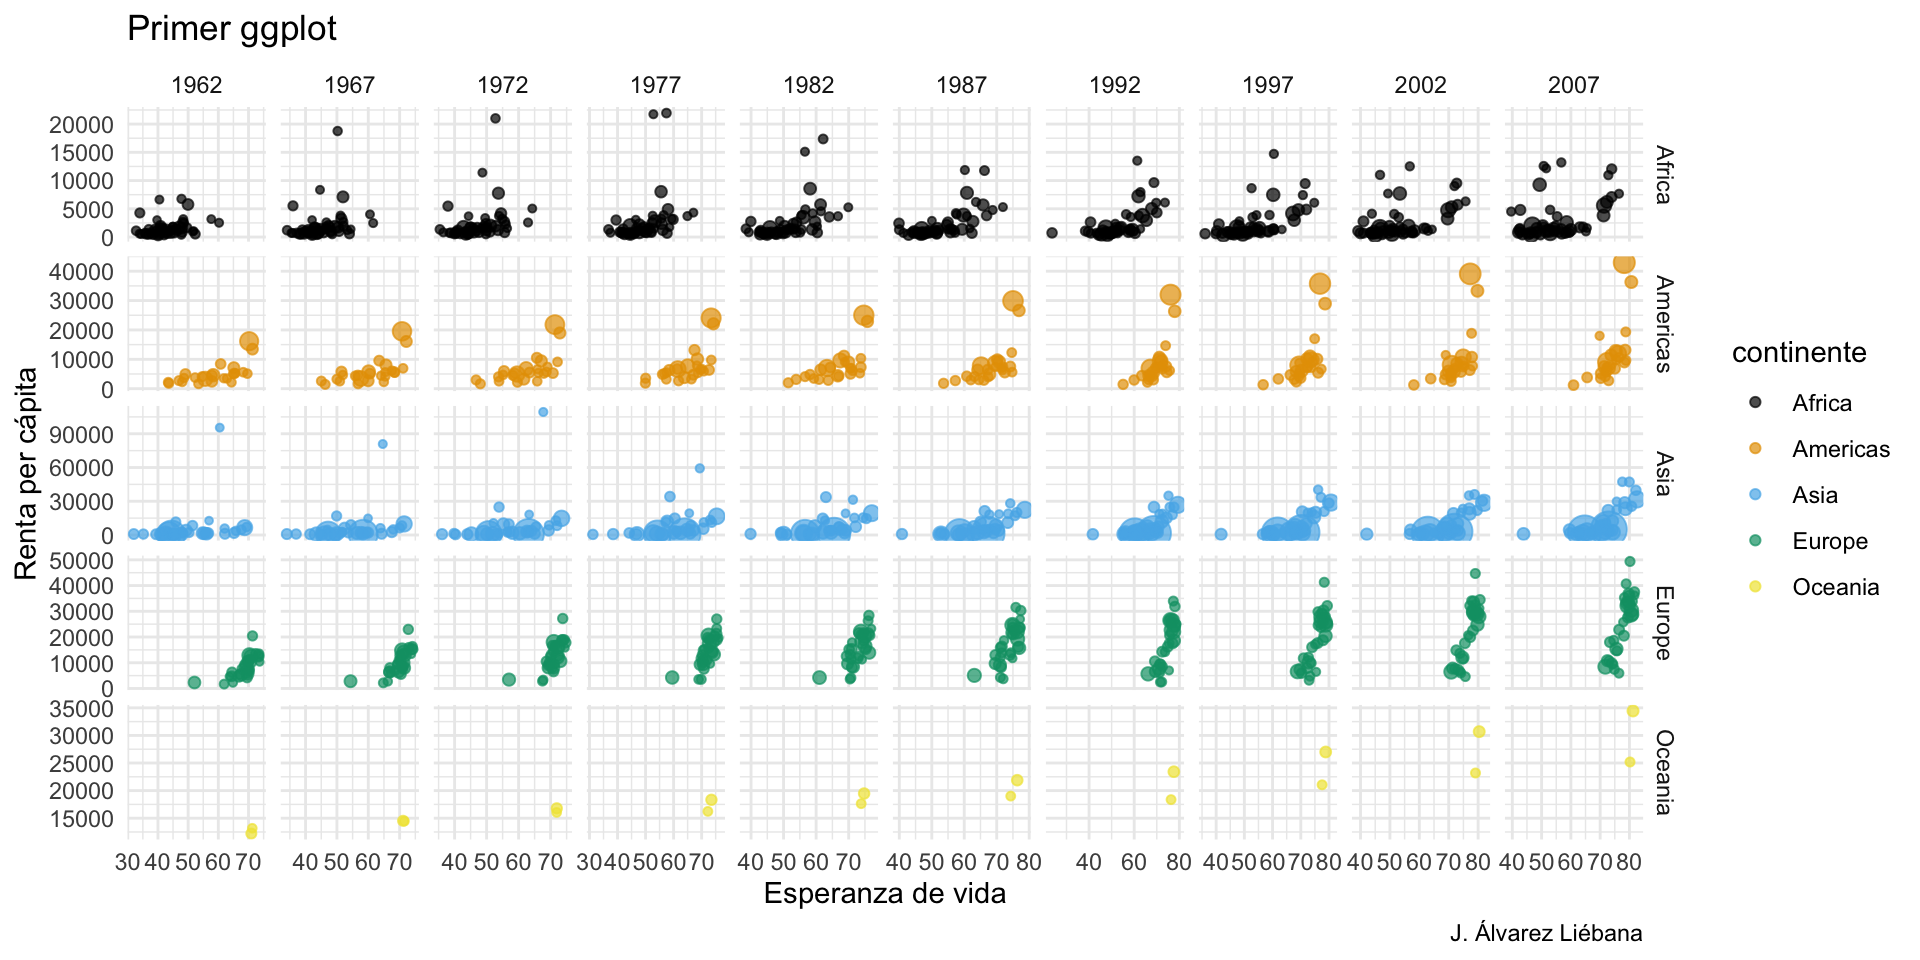 Primer ggplot
1962 1967 1972 1977 1982 1987 1992 1997 2002 2007
20000
15000
10000
5000
0
Africa
40000
30000
20000
10000
0
Americas
90000
60000
30000
0
Asia
50000
40000
30000
20000
10000
0
Europe
35000
30000
25000
20000
15000
Oceania
Renta per cápita
30 40 50 60 70 40 50 60 70 40 50 60 70 30 40 50 60 70 40 50 60 70 40 50 60 70 80 40 60 80 40 50 60 70 80 40 50 60 70 80 40 50 60 70 80
Esperanza de vida
continente
Africa
Americas
Asia
Europe
Oceania
J. Álvarez Liébana